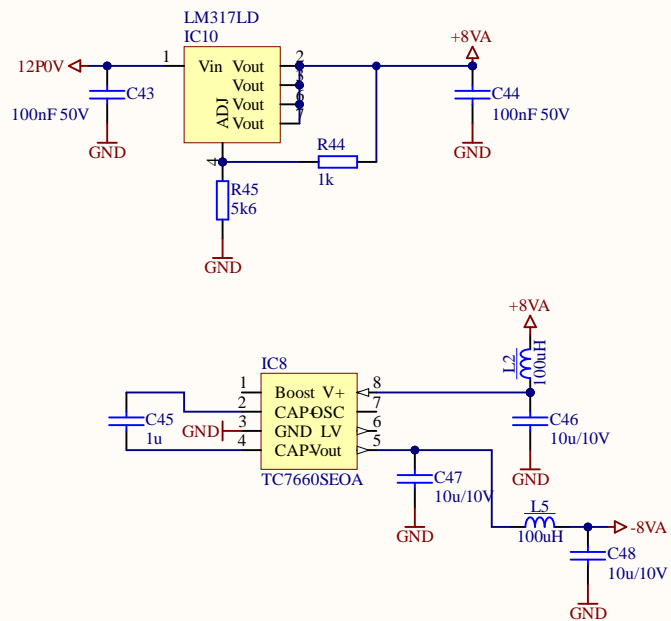 LM317LD
IC10
+8VA
12P0V
1
Vin Vout
2
Vout
3
Vout
6
Vout
7
ADJ
4
C43
100nF 50V
GND
R44
1k
C44
100nF 50V
GND
R45
5k6
GND
+8VA
L2
100uH
IC8
1
Boost V+
8
2
CAP+
OSC
7
GND
3
GND LV
6
4
CAP-
Vout
5
TC7660SEOA
C45
1u
C46
10u/10V
GND
C47
10u/10V
GND
L5
100uH
-8VA
C48
10u/10V
GND